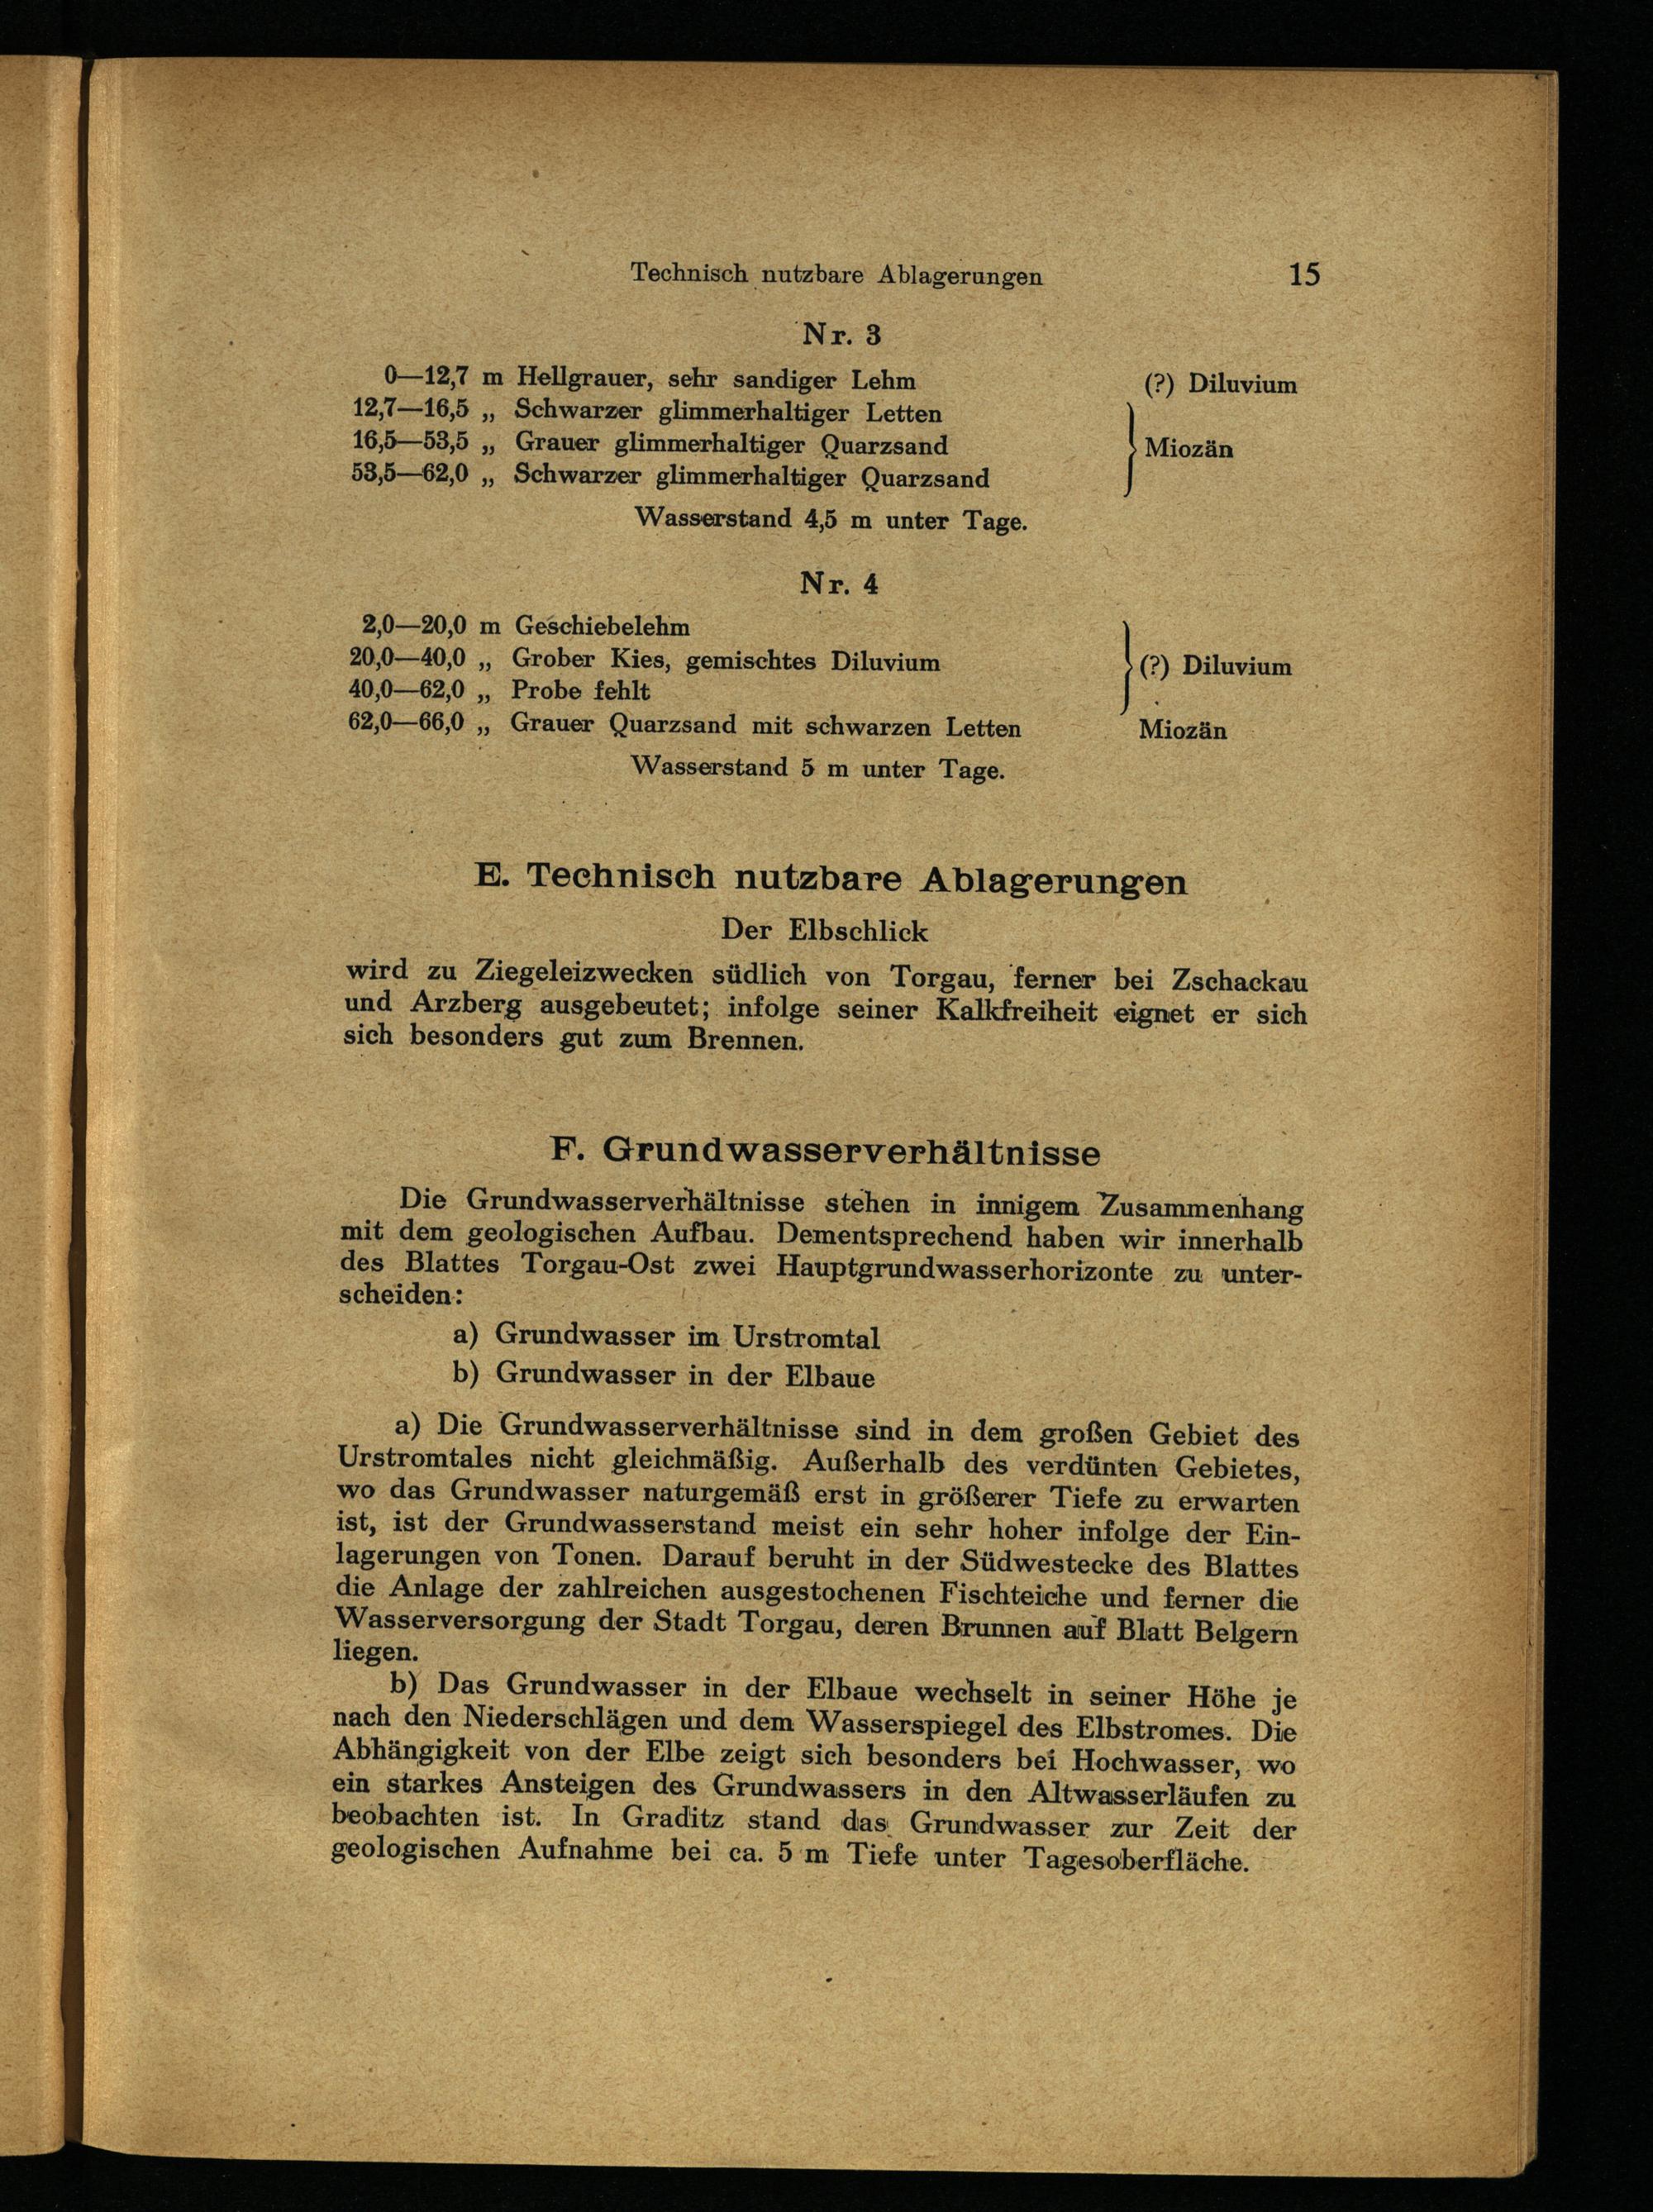 Technisch nutzbare Ablagerungen 15
Nr. 3
0—12,7 m Hellgrauer, sehr sandiger Lehm (?) Diluvium
12,7—16,5 „ Schwarzer glimmerhaltiger Letten
16,5—53,5 „ Grauer glimmerhaltiger Quarzsand } Miozän
53,5—62,0 „ Schwarzer glimmerhaltiger Quarzsand
Wasserstand 4,5 m unter Tage.
Nr. 4
2,0—20,0 m Geschiebelehm
20,0—40,0 „ Grober Kies, gemischtes Diluvium } (?) Diluvium
40,0—62,0 „ Probe fehlt
62,0—66,0 „ Grauer Quarzsand mit schwarzen Letten Miozän
Wasserstand 5 m unter Tage.
E. Technisch nutzbare Ablagerungen
Der Elbschlick
wird zu Ziegeleizwecken südlich von Torgau, ferner bei Zschackau
und Arzberg ausgebeutet; infolge seiner Kalkfreiheit eignet er sich
sich besonders gut zum Brennen.
F. Grundwasserverhältnisse
Die Grundwasserverhältnisse stehen in innigem Zusammenhang
mit dem geologischen Aufbau. Dementsprechend haben wir innerhalb
des Blattes Torgau-Ost zwei Hauptgrundwasserhorizonte zu unter-
scheiden:
a) Grundwasser im Urstromtal
b) Grundwasser in der Elbaue
a) Die Grundwasserverhältnisse sind in dem großen Gebiet des
Urstromtales nicht gleichmäßig. Außerhalb des verdünten Gebietes,
wo das Grundwasser naturgemäß erst in größerer Tiefe zu erwarten
ist, ist der Grundwasserstand meist ein sehr hoher infolge der Ein-
lagerungen von Tonen. Darauf beruht in der Südwestecke des Blattes
die Anlage der zahlreichen ausgestochenen Fischteiche und ferner die
Wasserversorgung der Stadt Torgau, deren Brunnen auf Blatt Belgern
liegen.
b) Das Grundwasser in der Elbaue wechselt in seiner Höhe je
nach den Niederschlägen und dem Wasserspiegel des Elbstromes. Die
Abhängigkeit von der Elbe zeigt sich besonders bei Hochwasser, wo
ein starkes Ansteigen des Grundwassers in den Altwasserläufen zu
beobachten ist. In Graditz stand das Grundwasser zur Zeit der
geologischen Aufnahme bei ca. 5 m Tiefe unter Tagesoberfläche.